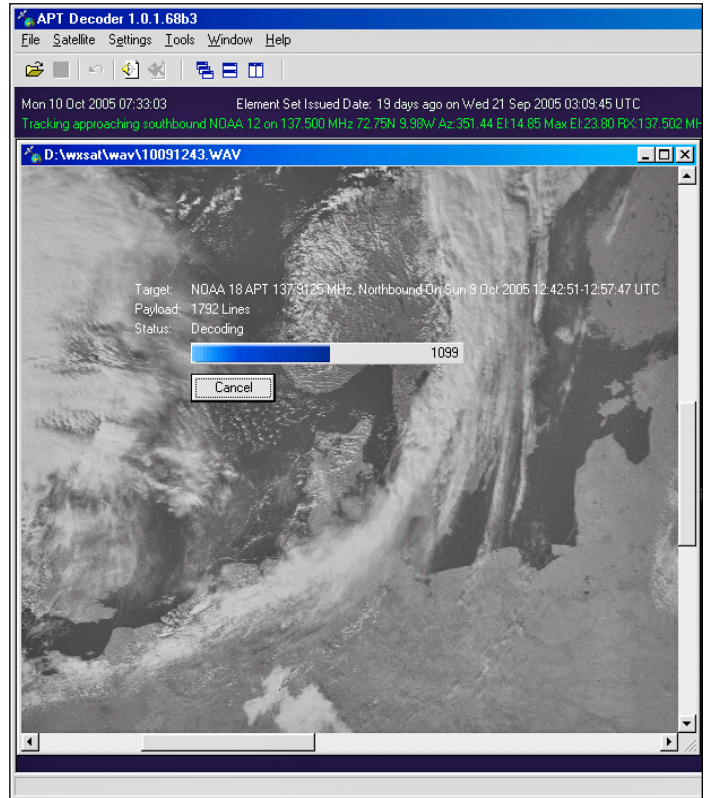 APT Decoder 1.0.1.68b3
File Satellite Settings Tools Window Help
Mon 10 Oct 2005 07:33:03 Element Set Issued Date: 19 days ago on Wed 21 Sep 2005 03:09:45 UTC
Tracking approaching southbound NOAA 12 on 137.500 MHz 72.75N 9.98W Az:351.44 El:14.85 Max El:23.80 RX:137.502 MH
D:\wxsat\wav\10091243.WAV
Target: NOAA 18 APT 137.9125 MHz, Northbound On Sun 9 Oct 2005 12:42:51-12:57:47 UTC
Payload: 1792 Lines
Status: Decoding
1099
Cancel